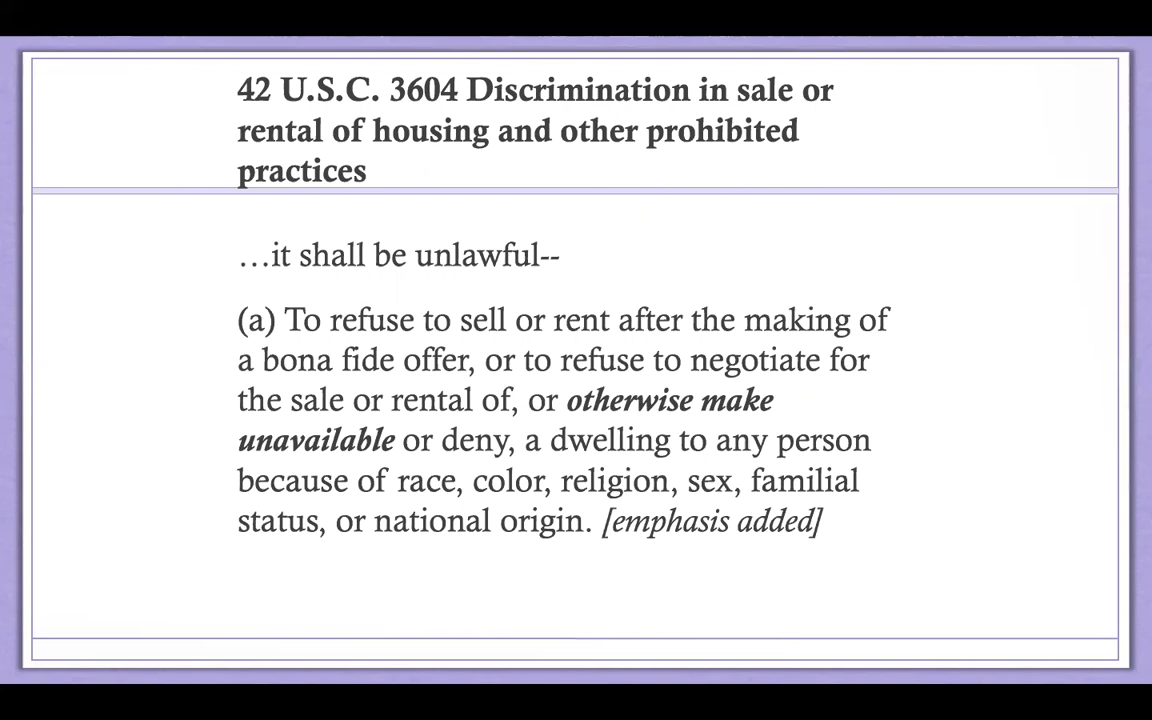 42 U.S.C. 3604 Discrimination in sale or
rental of housing and other prohibited
practices
…it shall be unlawful--
(a) To refuse to sell or rent after the making of
a bona fide offer, or to refuse to negotiate for
the sale or rental of, or otherwise make
unavailable or deny, a dwelling to any person
because of race, color, religion, sex, familial
status, or national origin. [emphasis added]